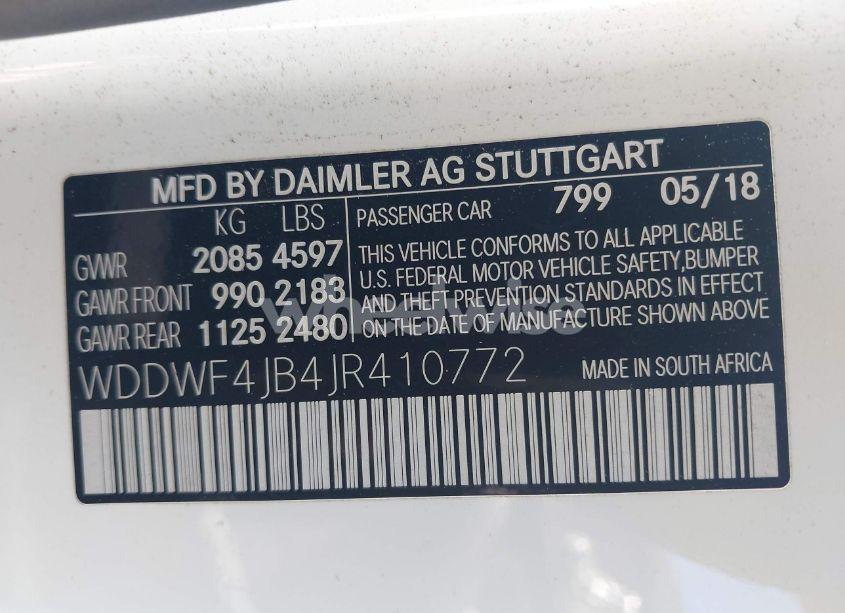 MFD BY DAIMLER AG STUTTGART
KG LBS
GVWR 2085 4597
GAWR FRONT 990 2183
GAWR REAR 1125 2480
PASSENGER CAR 799 05/18
THIS VEHICLE CONFORMS TO ALL APPLICABLE
U.S. FEDERAL MOTOR VEHICLE SAFETY,BUMPER
AND THEFT PREVENTION STANDARDS IN EFFECT
ON THE DATE OF MANUFACTURE SHOWN ABOVE
WDDWF4JB4JR410772 MADE IN SOUTH AFRICA
wheelwise